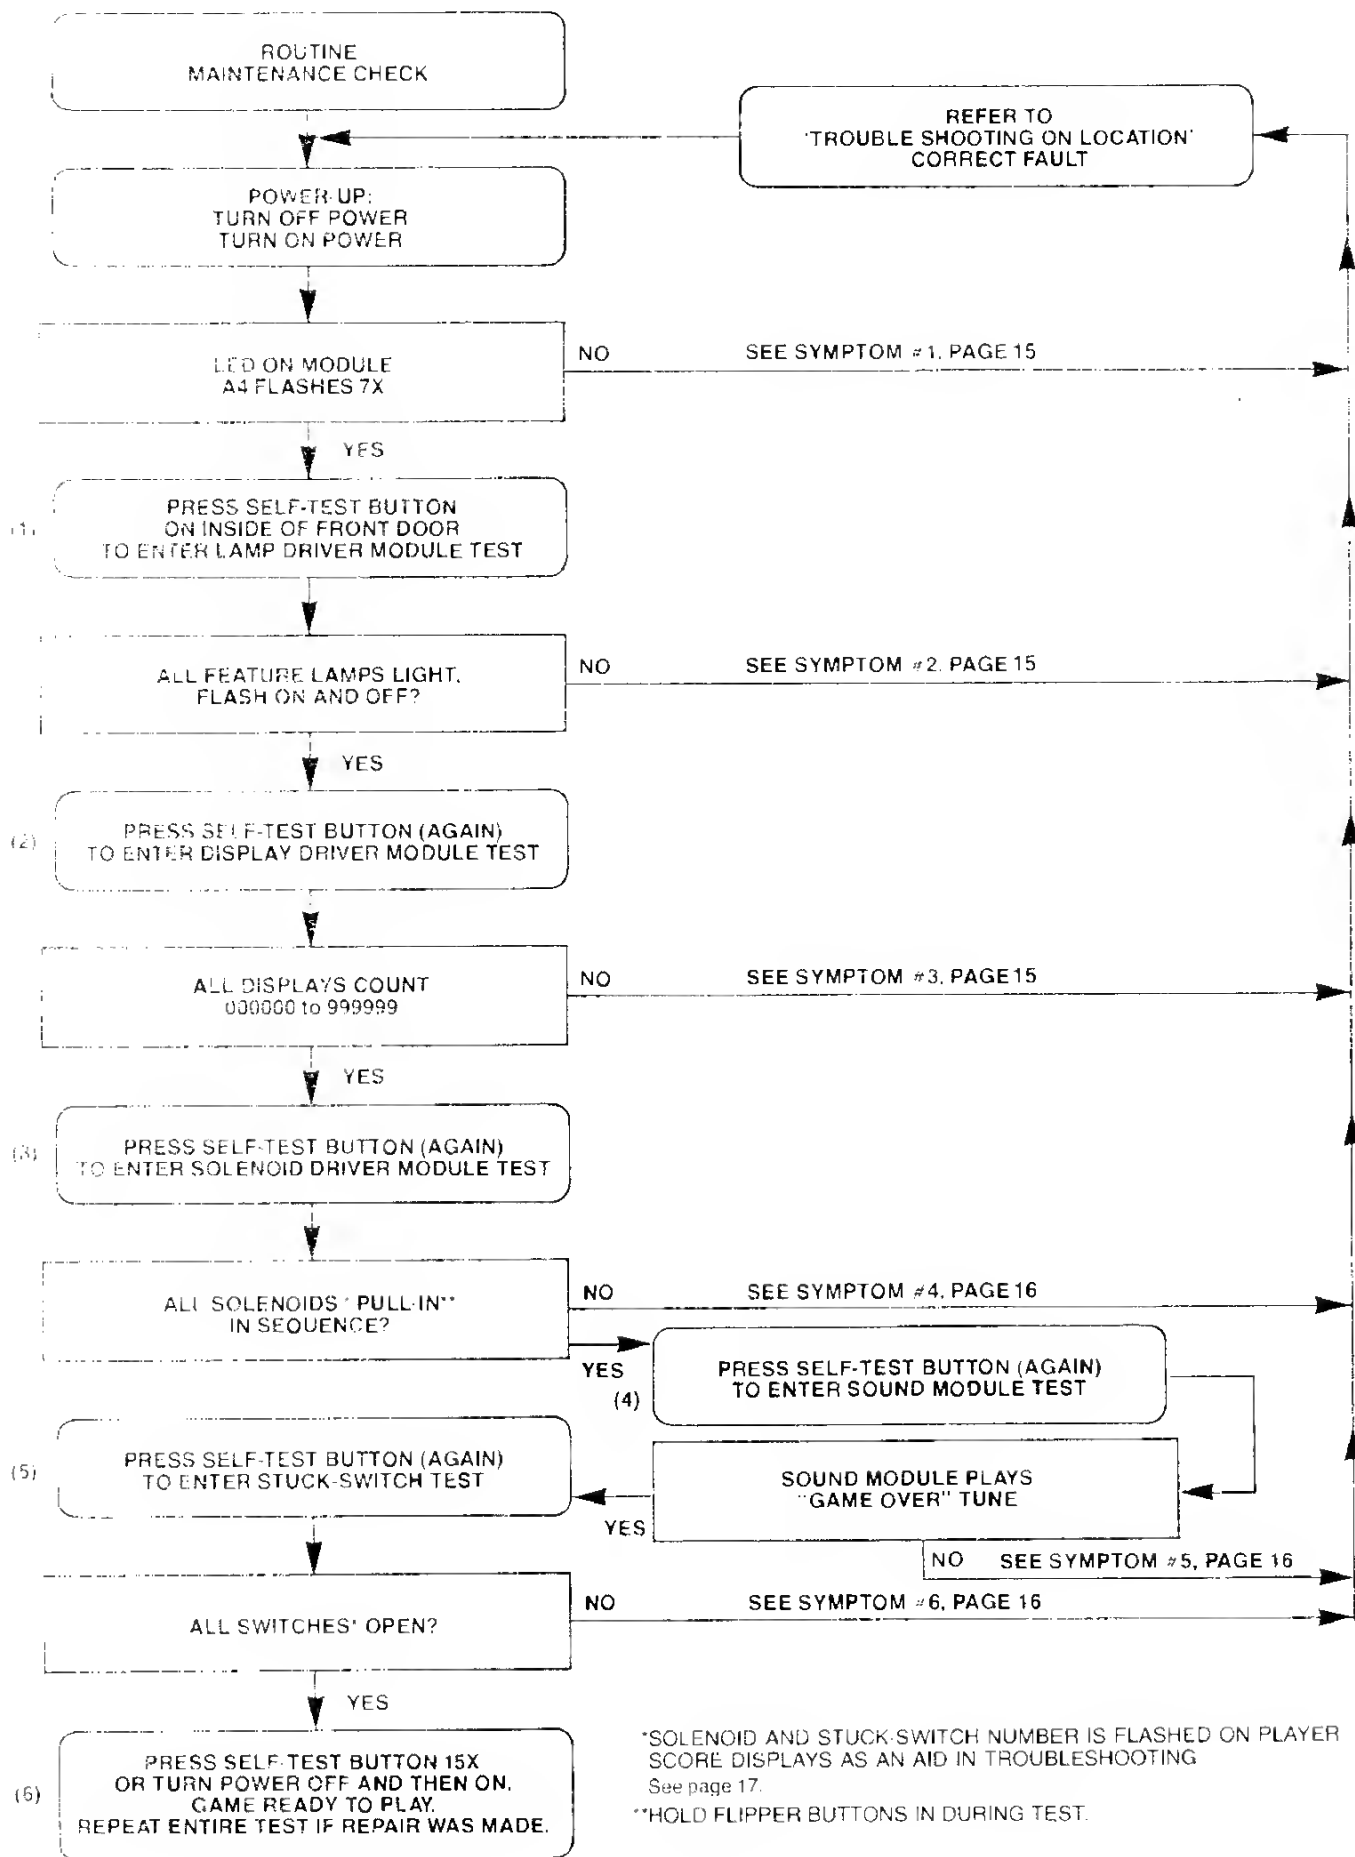 ROUTINE
MAINTENANCE CHECK
REFER TO
'TROUBLE SHOOTING ON LOCATION'
CORRECT FAULT
POWER-UP:
TURN OFF POWER
TURN ON POWER
LED ON MODULE
A4 FLASHES 7X
NO
SEE SYMPTOM #1, PAGE 15
YES
(1)
PRESS SELF-TEST BUTTON
ON INSIDE OF FRONT DOOR
TO ENTER LAMP DRIVER MODULE TEST
ALL FEATURE LAMPS LIGHT,
FLASH ON AND OFF?
NO
SEE SYMPTOM #2, PAGE 15
YES
(2)
PRESS SELF-TEST BUTTON (AGAIN)
TO ENTER DISPLAY DRIVER MODULE TEST
ALL DISPLAYS COUNT
000000 to 999999
NO
SEE SYMPTOM #3, PAGE 15
YES
(3)
PRESS SELF-TEST BUTTON (AGAIN)
TO ENTER SOLENOID DRIVER MODULE TEST
ALL SOLENOIDS* PULL-IN**
IN SEQUENCE?
NO
SEE SYMPTOM #4, PAGE 16
YES
(4)
PRESS SELF-TEST BUTTON (AGAIN)
TO ENTER SOUND MODULE TEST
SOUND MODULE PLAYS
"GAME OVER" TUNE
YES
NO
SEE SYMPTOM #5, PAGE 16
(5)
PRESS SELF-TEST BUTTON (AGAIN)
TO ENTER STUCK-SWITCH TEST
ALL SWITCHES* OPEN?
NO
SEE SYMPTOM #6, PAGE 16
YES
(6)
PRESS SELF-TEST BUTTON 15X
OR TURN POWER OFF AND THEN ON.
GAME READY TO PLAY.
REPEAT ENTIRE TEST IF REPAIR WAS MADE.
*SOLENOID AND STUCK-SWITCH NUMBER IS FLASHED ON PLAYER
SCORE DISPLAYS AS AN AID IN TROUBLESHOOTING
See page 17.
**HOLD FLIPPER BUTTONS IN DURING TEST.